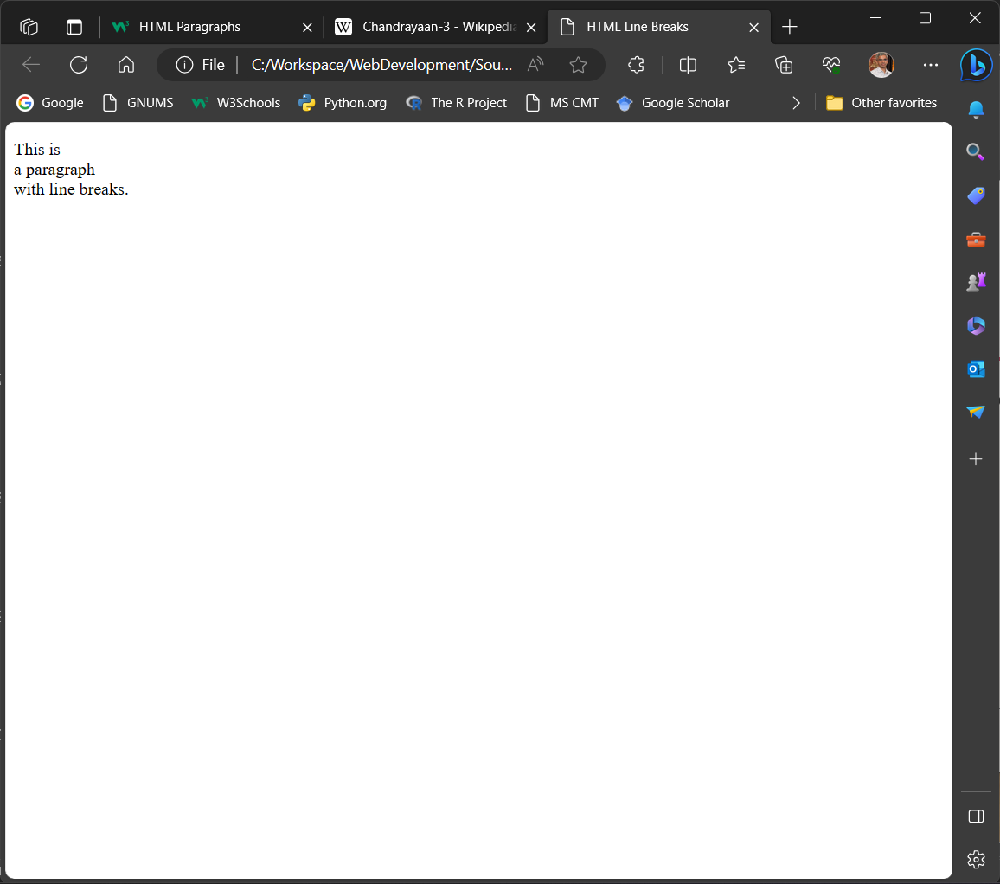 HTML Paragraphs
Chandrayaan-3 - Wikipedia
HTML Line Breaks
File
C:/Workspace/WebDevelopment/Sou...
Google
GNUMS
W3Schools
Python.org
The R Project
MS CMT
Google Scholar
Other favorites
This is
a paragraph
with line breaks.